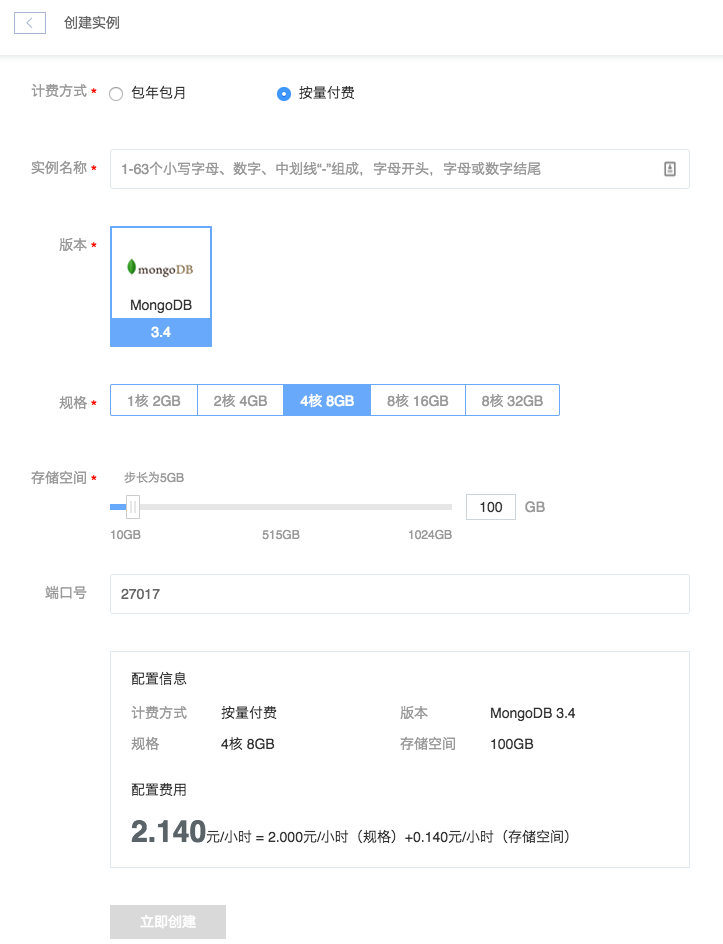 创建实例
计费方式 * 包年包月 按量付费
实例名称 * 1-63个小写字母、数字、中划线“-”组成，字母开头，字母或数字结尾
版本 *
mongoDB
MongoDB
3.4
规格 * 1核 2GB 2核 4GB 4核 8GB 8核 16GB 8核 32GB
存储空间 * 步长为5GB
100 GB
10GB 515GB 1024GB
端口号 27017
配置信息
计费方式 按量付费 版本 MongoDB 3.4
规格 4核 8GB 存储空间 100GB
配置费用
2.140元/小时 = 2.000元/小时（规格）+0.140元/小时（存储空间）
立即创建